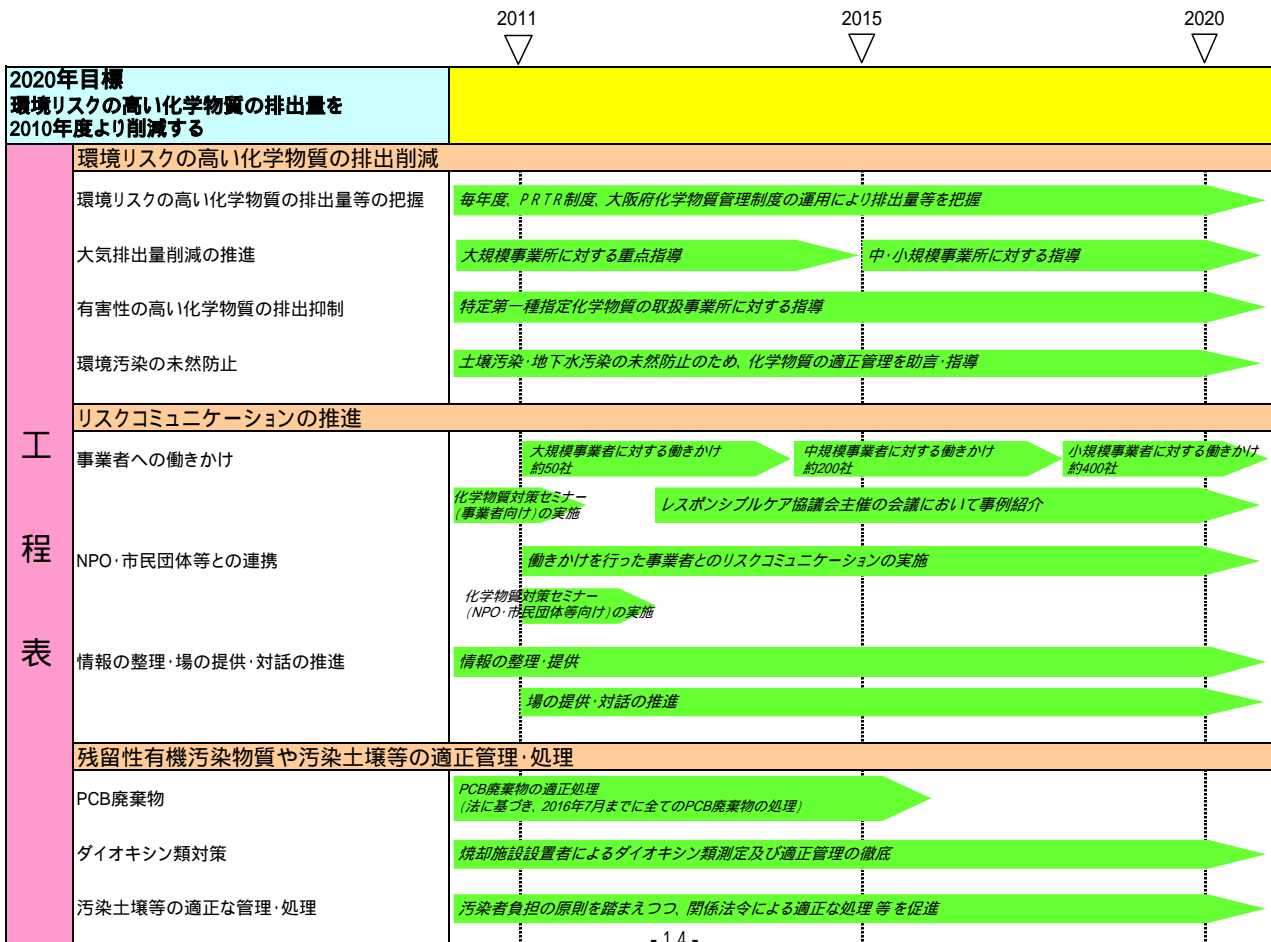 2011
2015
2020
2020年目標
環境リスクの高い化学物質の排出量を
2010年度より削減する
工程表
環境リスクの高い化学物質の排出削減
環境リスクの高い化学物質の排出量等の把握
毎年度、PRTR制度、大阪府化学物質管理制度の運用により排出量等を把握
大気排出量削減の推進
大規模事業所に対する重点指導
中・小規模事業所に対する指導
有害性の高い化学物質の排出抑制
特定第一種指定化学物質の取扱事業所に対する指導
環境汚染の未然防止
土壌汚染・地下水汚染の未然防止のため、化学物質の適正管理を助言・指導
リスクコミュニケーションの推進
事業者への働きかけ
大規模事業者に対する働きかけ
約50社
中規模事業者に対する働きかけ
約200社
小規模事業者に対する働きかけ
約400社
化学物質対策セミナー
(事業者向け)の実施
レスポンシブルケア協議会主催の会議において事例紹介
NPO・市民団体等との連携
働きかけを行った事業者とのリスクコミュニケーションの実施
化学物質対策セミナー
(NPO・市民団体等向け)の実施
情報の整理・場の提供・対話の推進
情報の整理・提供
場の提供・対話の推進
残留性有機汚染物質や汚染土壌等の適正管理・処理
PCB廃棄物
PCB廃棄物の適正処理
(法に基づき、2016年7月までに全てのPCB廃棄物の処理)
ダイオキシン類対策
焼却施設設置者によるダイオキシン類測定及び適正管理の徹底
汚染土壌等の適正な管理・処理
汚染者負担の原則を踏まえつつ、関係法令による適正な処理等を促進
- 14 -